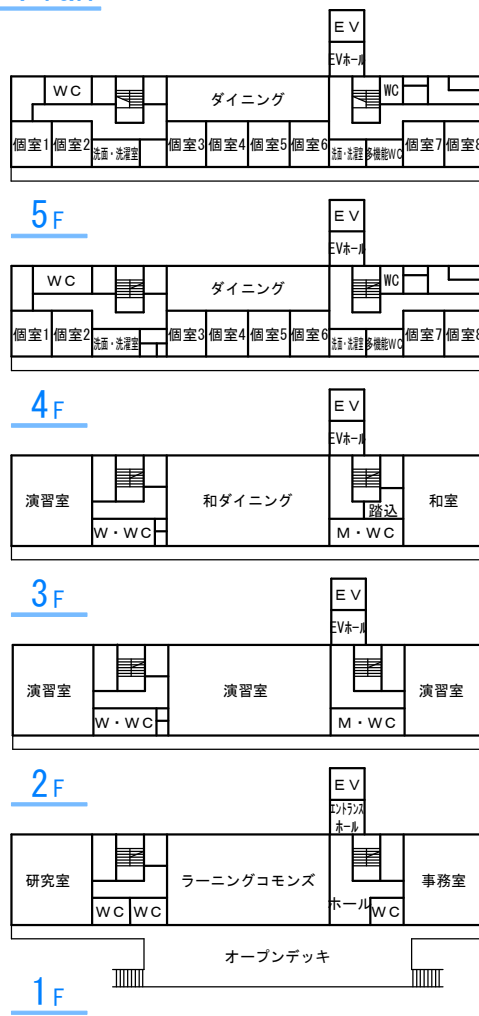 ＥＶ
EVホール
ＷＣ
ダイニング
WC
個室1
個室2
洗面・洗濯室
個室3
個室4
個室5
個室6
洗面・洗濯室
多機能WC
個室7
個室8
5F
ＥＶ
EVホール
ＷＣ
ダイニング
WC
個室1
個室2
洗面・洗濯室
個室3
個室4
個室5
個室6
洗面・洗濯室
多機能WC
個室7
個室8
4F
ＥＶ
EVホール
演習室
和ダイニング
踏込
和室
Ｗ・ＷＣ
Ｍ・ＷＣ
3F
ＥＶ
EVホール
演習室
演習室
演習室
Ｗ・ＷＣ
Ｍ・ＷＣ
2F
ＥＶ
エントランス
ホール
研究室
ラーニングコモンズ
事務室
ＷＣ
ＷＣ
ホール
ＷＣ
オープンデッキ
1F